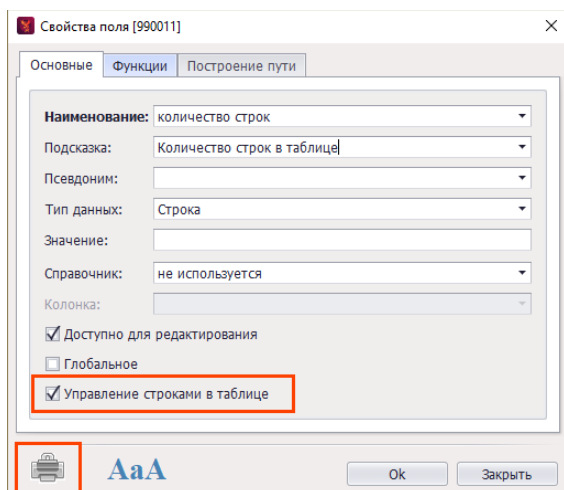 Свойства поля [990011]
Основные Функции Построение пути
Наименование: количество строк
Подсказка: Количество строк в таблице
Псевдоним:
Тип данных: Строка
Значение:
Справочник: не используется
Колонка:
Доступно для редактирования
Глобальное
Управление строками в таблице
АаА Ok Закрыть